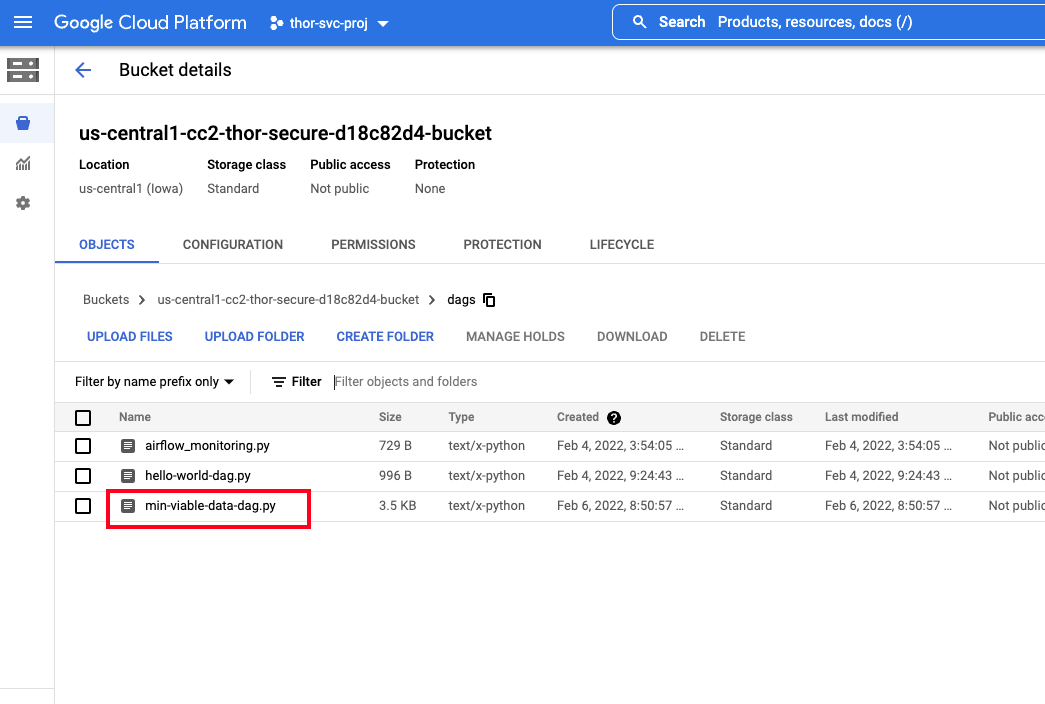 Google Cloud Platform thor-svc-proj Search Products, resources, docs (/)
Bucket details
us-central1-cc2-thor-secure-d18c82d4-bucket
Location Storage class Public access Protection
us-central1 (Iowa) Standard Not public None
OBJECTS CONFIGURATION PERMISSIONS PROTECTION LIFECYCLE
Buckets > us-central1-cc2-thor-secure-d18c82d4-bucket > dags
UPLOAD FILES UPLOAD FOLDER CREATE FOLDER MANAGE HOLDS DOWNLOAD DELETE
Filter by name prefix only Filter Filter objects and folders
Name Size Type Created ? Storage class Last modified Public acc
airflow_monitoring.py 729 B text/x-python Feb 4, 2022, 3:54:05 ... Standard Feb 4, 2022, 3:54:05 ... Not public
hello-world-dag.py 996 B text/x-python Feb 4, 2022, 9:24:43 ... Standard Feb 4, 2022, 9:24:43 ... Not public
min-viable-data-dag.py 3.5 KB text/x-python Feb 6, 2022, 8:50:57 ... Standard Feb 6, 2022, 8:50:57 ... Not public